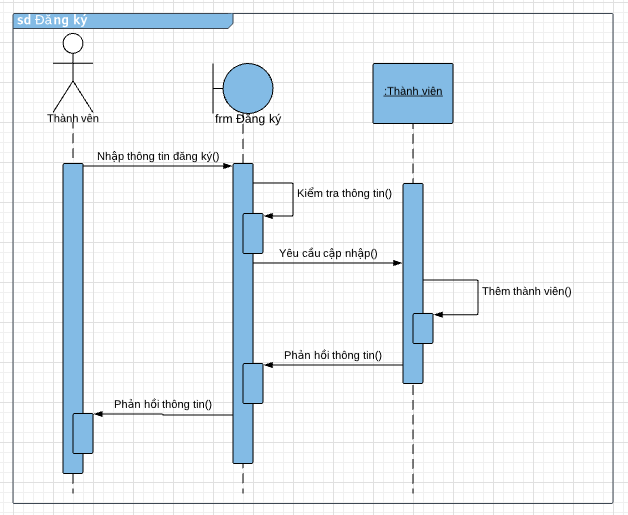 sd Đăng ký
Thành vên
frm Đăng ký
:Thành viên
Nhập thông tin đăng ký()
Kiểm tra thông tin()
Yêu cầu cập nhập()
Thêm thành viên()
Phản hồi thông tin()
Phản hồi thông tin()